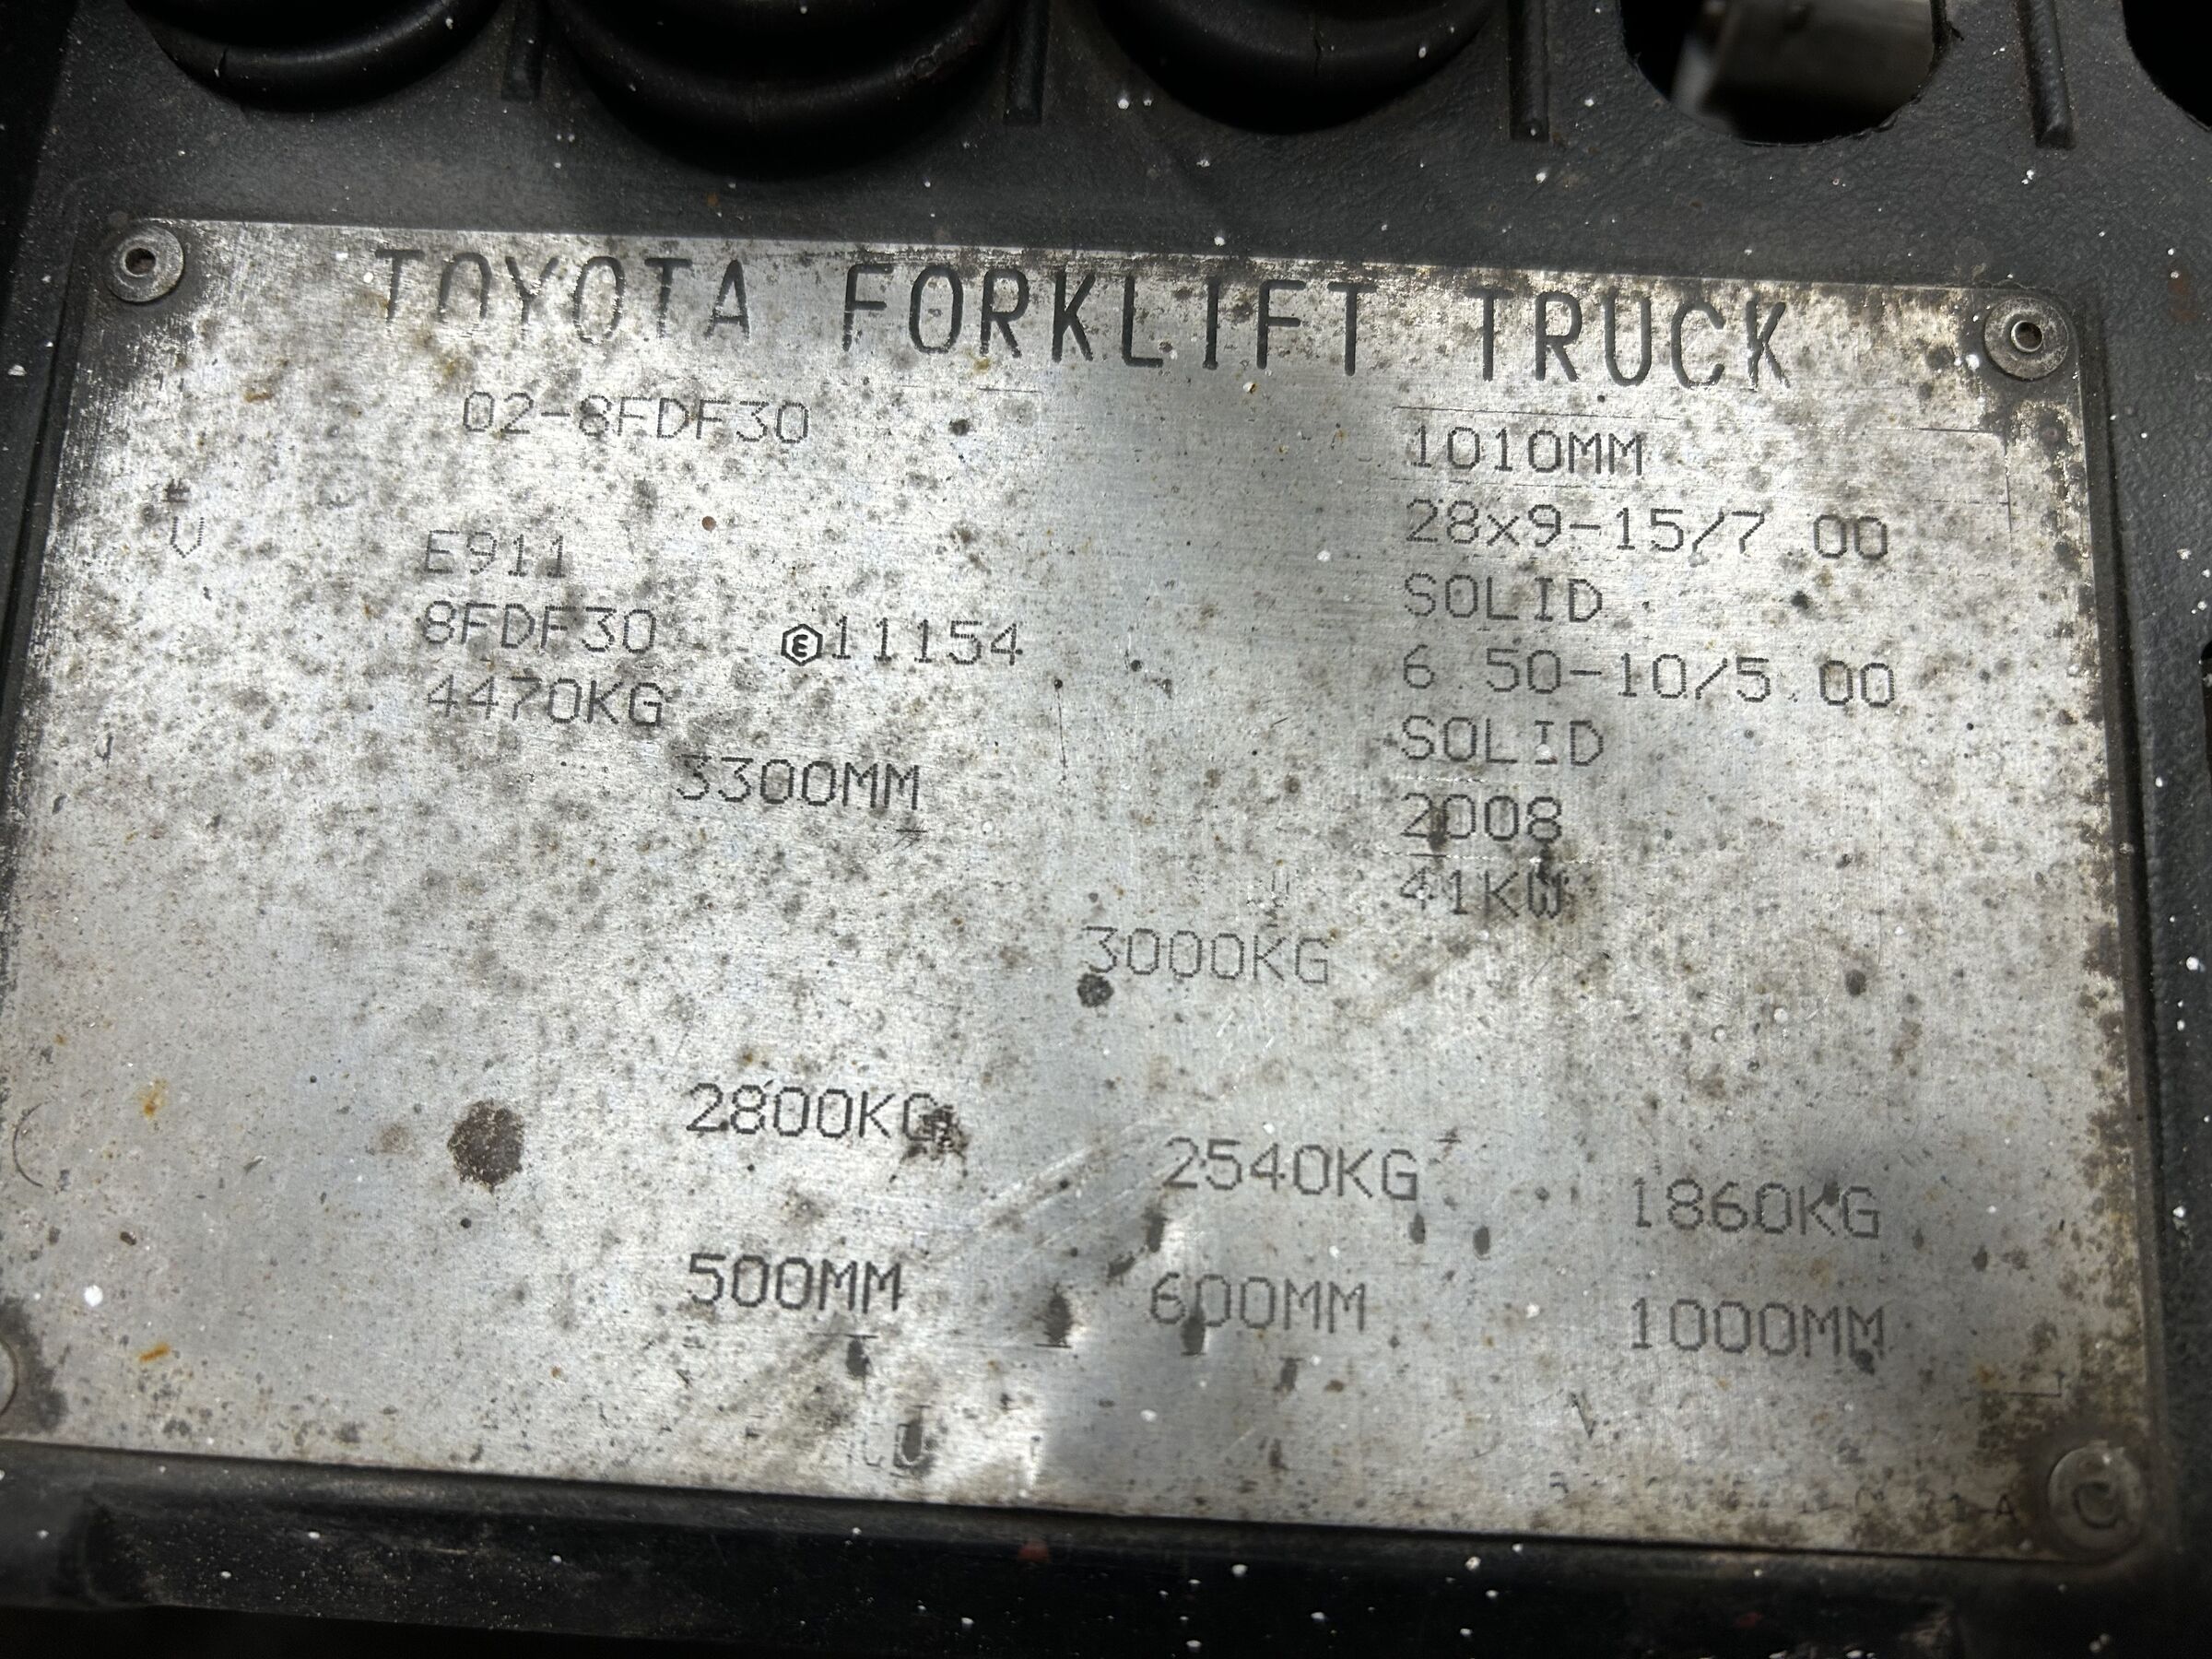 TOYOTA FORKLIFT TRUCK
02-8FDF30
1010MM
28x9-15/7.00
E911
SOLID
8FDF30 E11154
6.50-10/5.00
4470KG
SOLID
3300MM
2008
41KW
3000KG
2800KG
2540KG
1860KG
500MM
600MM
1000MM